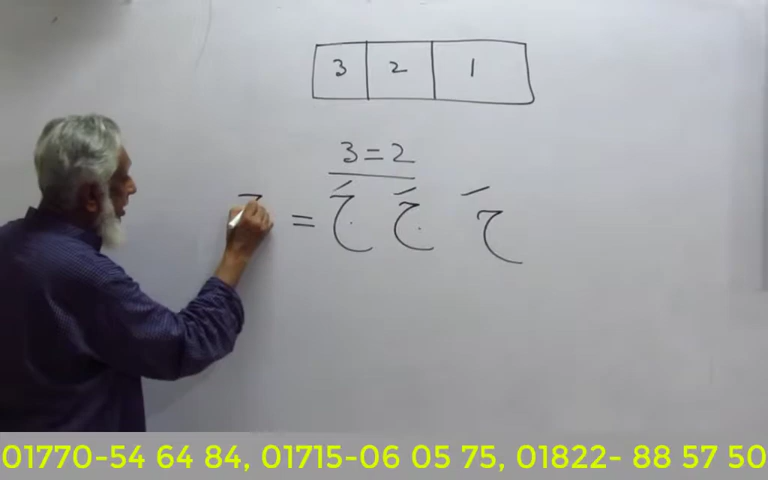 3 2 1
3=2
حَ جَ جَ =
01770-54 64 84, 01715-06 05 75, 01822- 88 57 50